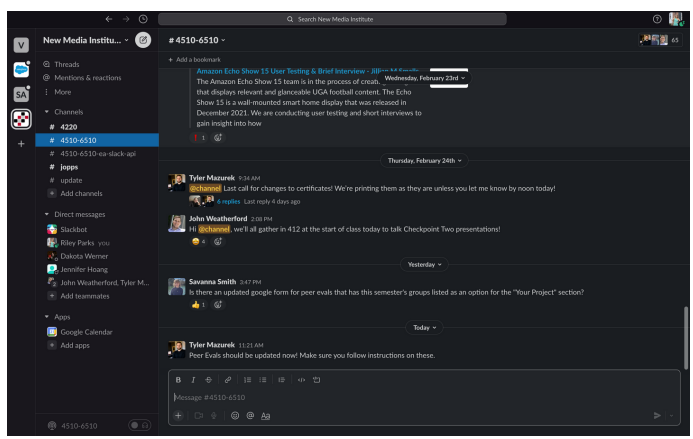 Search New Media Institute
V
New Media Institu...
# 4510-6510
65
Add a bookmark
SA
Threads
Mentions & reactions
More
Channels
# 4220
# 4510-6510
# 4510-6510-ea-slack-api
# jopps
# update
Add channels
Direct messages
Slackbot
Riley Parks you
Dakota Werner
Jennifer Hoang
John Weatherford, Tyler M...
Add teammates
Apps
Google Calendar
Add apps
4510-6510
Amazon Echo Show 15 User Testing & Brief Interview -
Wednesday, February 23rd
The Amazon Echo Show 15 team is in the process of
that displays relevant and glanceable UGA football content. The Echo
Show 15 is a wall-mounted smart home display that was released in
December 2021. We are conducting user testing and short interviews to
gain insight into how
1
Thursday, February 24th
Tyler Mazurek 9:34 AM
@channel Last call for changes to certificates! We're printing them as they are unless you let me know by noon today!
6 replies Last reply 4 days ago
John Weatherford 2:08 PM
Hi @channel, we'll all gather in 412 at the start of class today to talk Checkpoint Two presentations!
4
Yesterday
Savanna Smith 3:47 PM
Is there an updated google form for peer evals that has this semester's groups listed as an option for the "Your Project" section?
1
Today
Tyler Mazurek 11:21 AM
Peer Evals should be updated now! Make sure you follow instructions on these.
B I S
Message #4510-6510
@ Aa